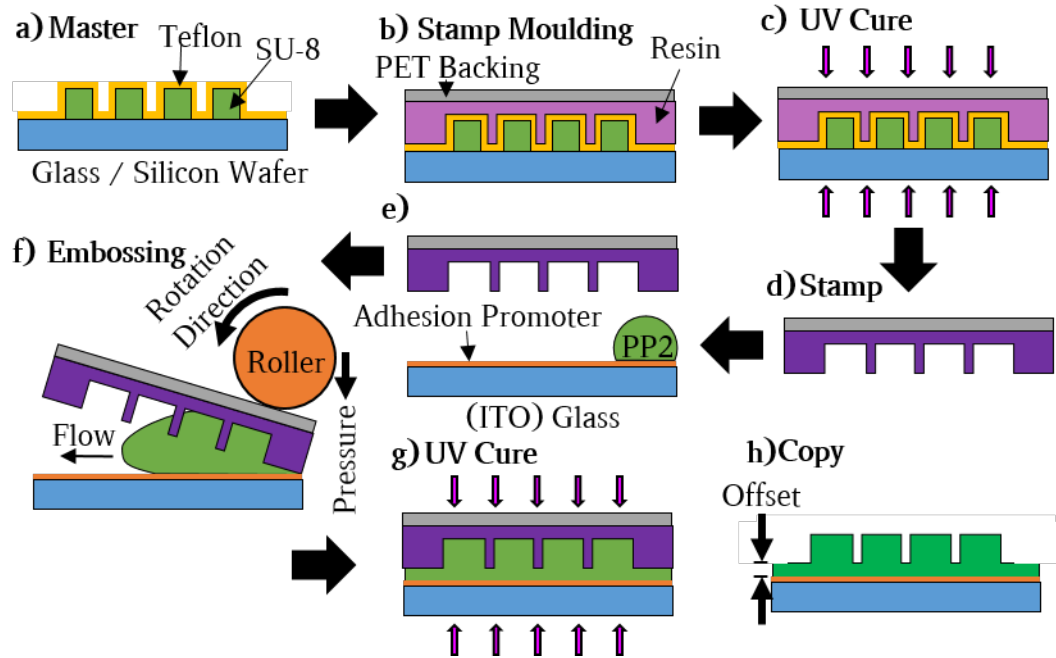 a) Master
Teflon
SU-8
Glass / Silicon Wafer
b) Stamp Moulding
PET Backing
Resin
c) UV Cure
d) Stamp
e)
Adhesion Promoter
PP2
(ITO) Glass
f) Embossing
Rotation
Direction
Roller
Flow
Pressure
g) UV Cure
h) Copy
Offset